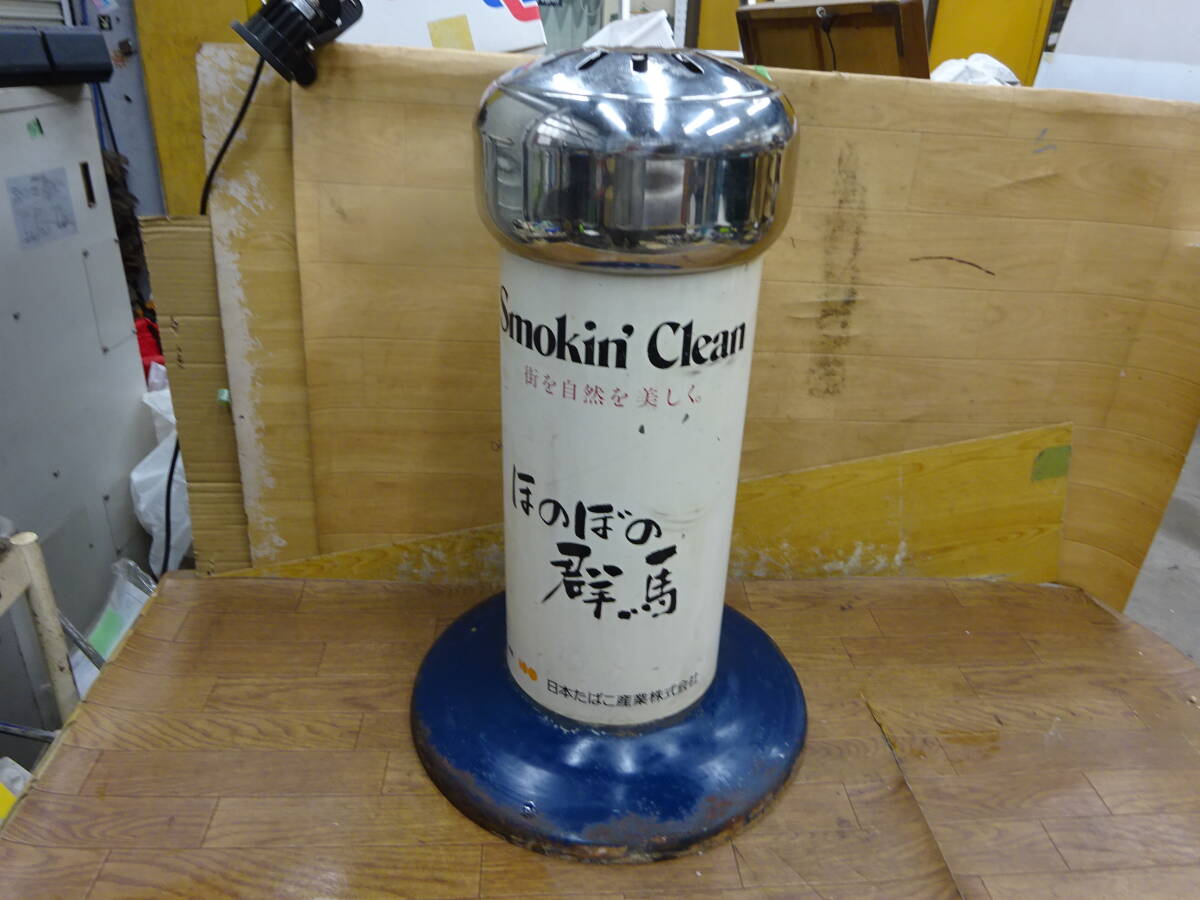 Smokin' Clean
街を自然を美しく。
ほのぼの
群馬
日本たばこ産業株式会社